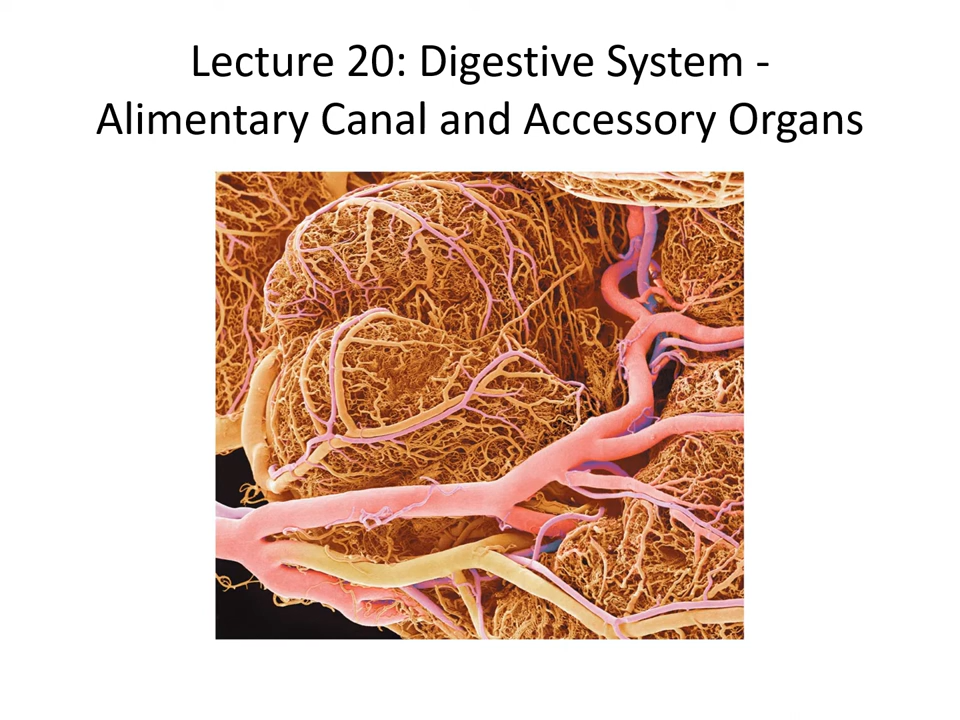 Lecture 20: Digestive System -
Alimentary Canal and Accessory Organs